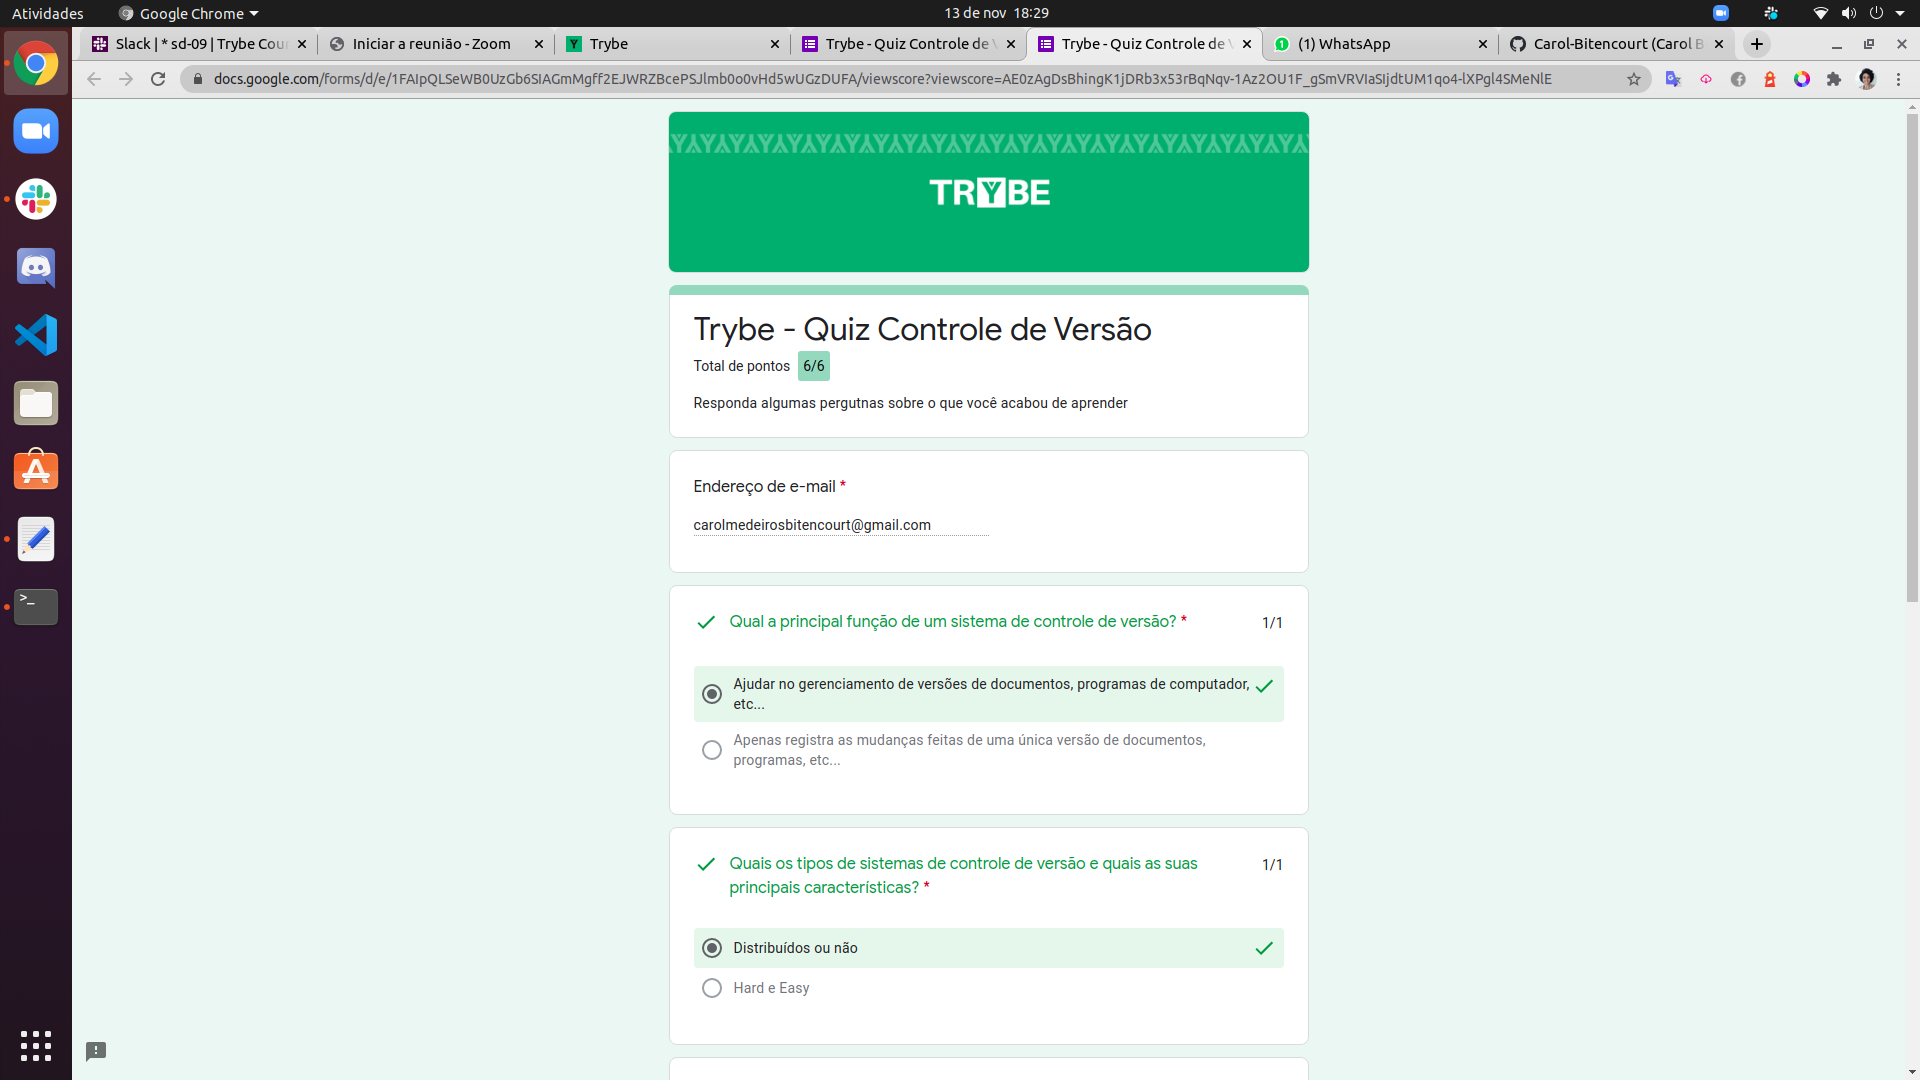 Atividades
Google Chrome
13 de nov 18:29
Slack | * sd-09 | Trybe Cour
Iniciar a reunião - Zoom
Trybe
Trybe - Quiz Controle de V
Trybe - Quiz Controle de V
(1) WhatsApp
Carol-Bitencourt (Carol B
docs.google.com/forms/d/e/1FAIpQLSeWB0UzGb6SIAGmMgff2EJWRZBcePSJlmb0o0vHd5wUGzDUFA/viewscore?viewscore=AE0zAgDsBhingK1jDRb3x53rBqNqv-1Az2OU1F_gSmVRVIaSIjdtUM1qo4-lXPgl4SMeNlE
TRYBE
Trybe - Quiz Controle de Versão
Total de pontos 6/6
Responda algumas pergutnas sobre o que você acabou de aprender
Endereço de e-mail *
carolmedeirosbitencourt@gmail.com
Qual a principal função de um sistema de controle de versão? * 1/1
Ajudar no gerenciamento de versões de documentos, programas de computador,
etc...
Apenas registra as mudanças feitas de uma única versão de documentos,
programas, etc...
Quais os tipos de sistemas de controle de versão e quais as suas 1/1
principais características? *
Distribuídos ou não
Hard e Easy